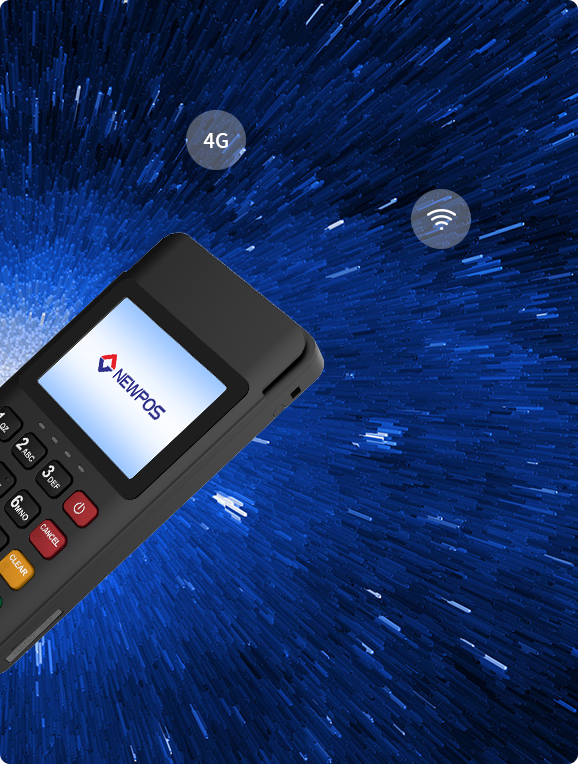 4G
NEWPOS
1 QZ
2 ABC
3 DEF
6 MNO
CANCEL
CLEAR